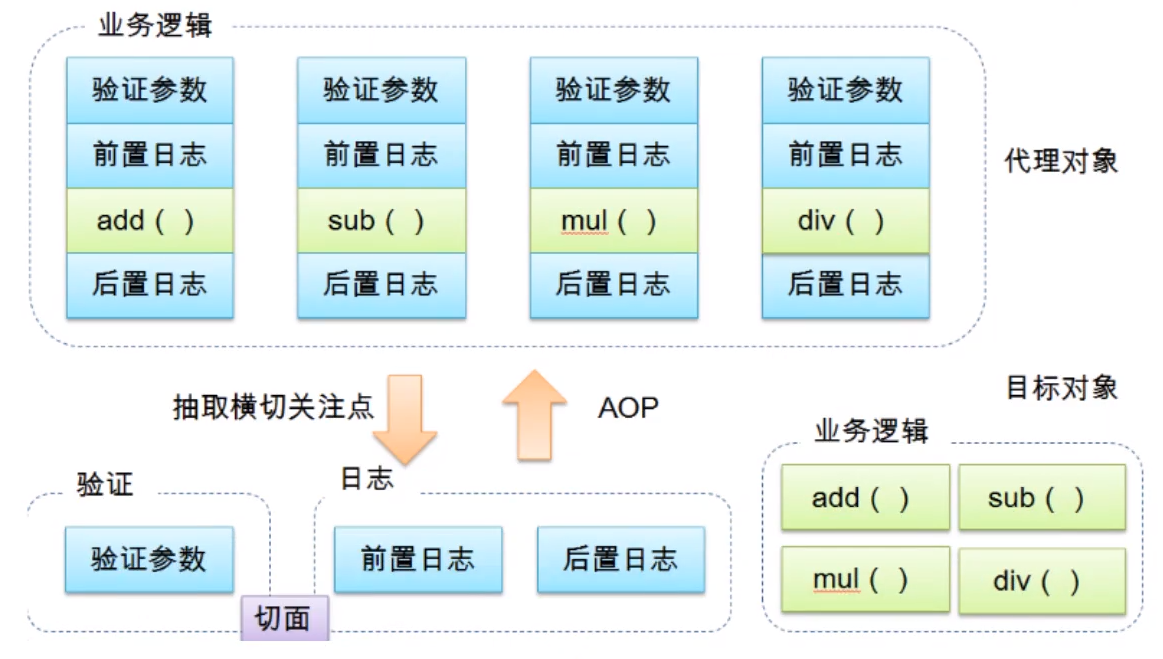 业务逻辑
验证参数 验证参数 验证参数 验证参数
前置日志 前置日志 前置日志 前置日志
代理对象
add ( ) sub ( ) mul ( ) div ( )
后置日志 后置日志 后置日志 后置日志
抽取横切关注点
AOP
目标对象
业务逻辑
验证
日志
add ( ) sub ( )
验证参数
前置日志 后置日志
mul ( ) div ( )
切面